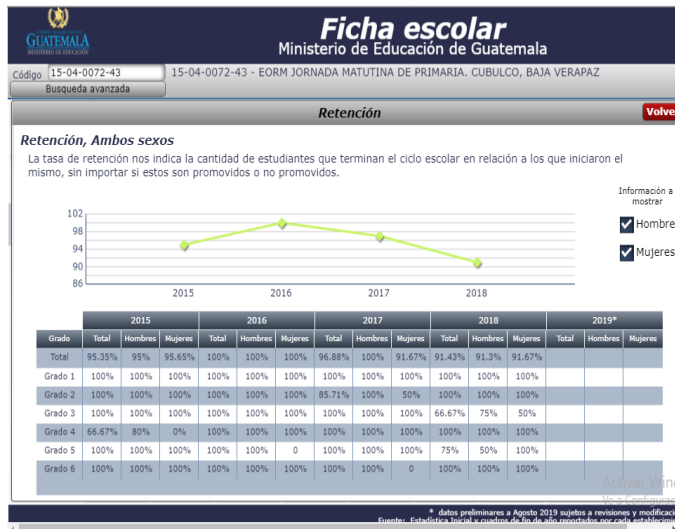 GUATEMALA
MINISTERIO DE EDUCACIÓN
Ficha escolar
Ministerio de Educación de Guatemala
Código 15-04-0072-43 15-04-0072-43 - EORM JORNADA MATUTINA DE PRIMARIA. CUBULCO, BAJA VERAPAZ
Busqueda avanzada
Retención Volve
Retención, Ambos sexos
La tasa de retención nos indica la cantidad de estudiantes que terminan el ciclo escolar en relación a los que iniciaron el
mismo, sin importar si estos son promovidos o no promovidos.
Información a
mostrar
Hombre
Mujeres
102
98
94
90
86
2015 2016 2017 2018
2015 2016 2017 2018 2019*
Grado Total Hombres Mujeres Total Hombres Mujeres Total Hombres Mujeres Total Hombres Mujeres Total Hombres Mujeres
Total 95.35% 95% 95.65% 100% 100% 100% 96.88% 100% 91.67% 91.43% 91.3% 91.67%
Grado 1 100% 100% 100% 100% 100% 100% 100% 100% 100% 100% 100% 100%
Grado 2 100% 100% 100% 100% 100% 100% 85.71% 100% 50% 100% 100% 100%
Grado 3 100% 100% 100% 100% 100% 100% 100% 100% 100% 66.67% 75% 50%
Grado 4 66.67% 80% 0% 100% 100% 100% 100% 100% 100% 100% 100% 100%
Grado 5 100% 100% 100% 100% 100% 0 100% 100% 100% 75% 50% 100%
Grado 6 100% 100% 100% 100% 100% 100% 100% 100% 0 100% 100% 100%
Activar Win
Ve a Configurac
* datos preliminares a Agosto 2019 sujetos a revisiones y modificaci
Fuente: Estadística Inicial y cuadros de fin de año reportados por cada establecimie